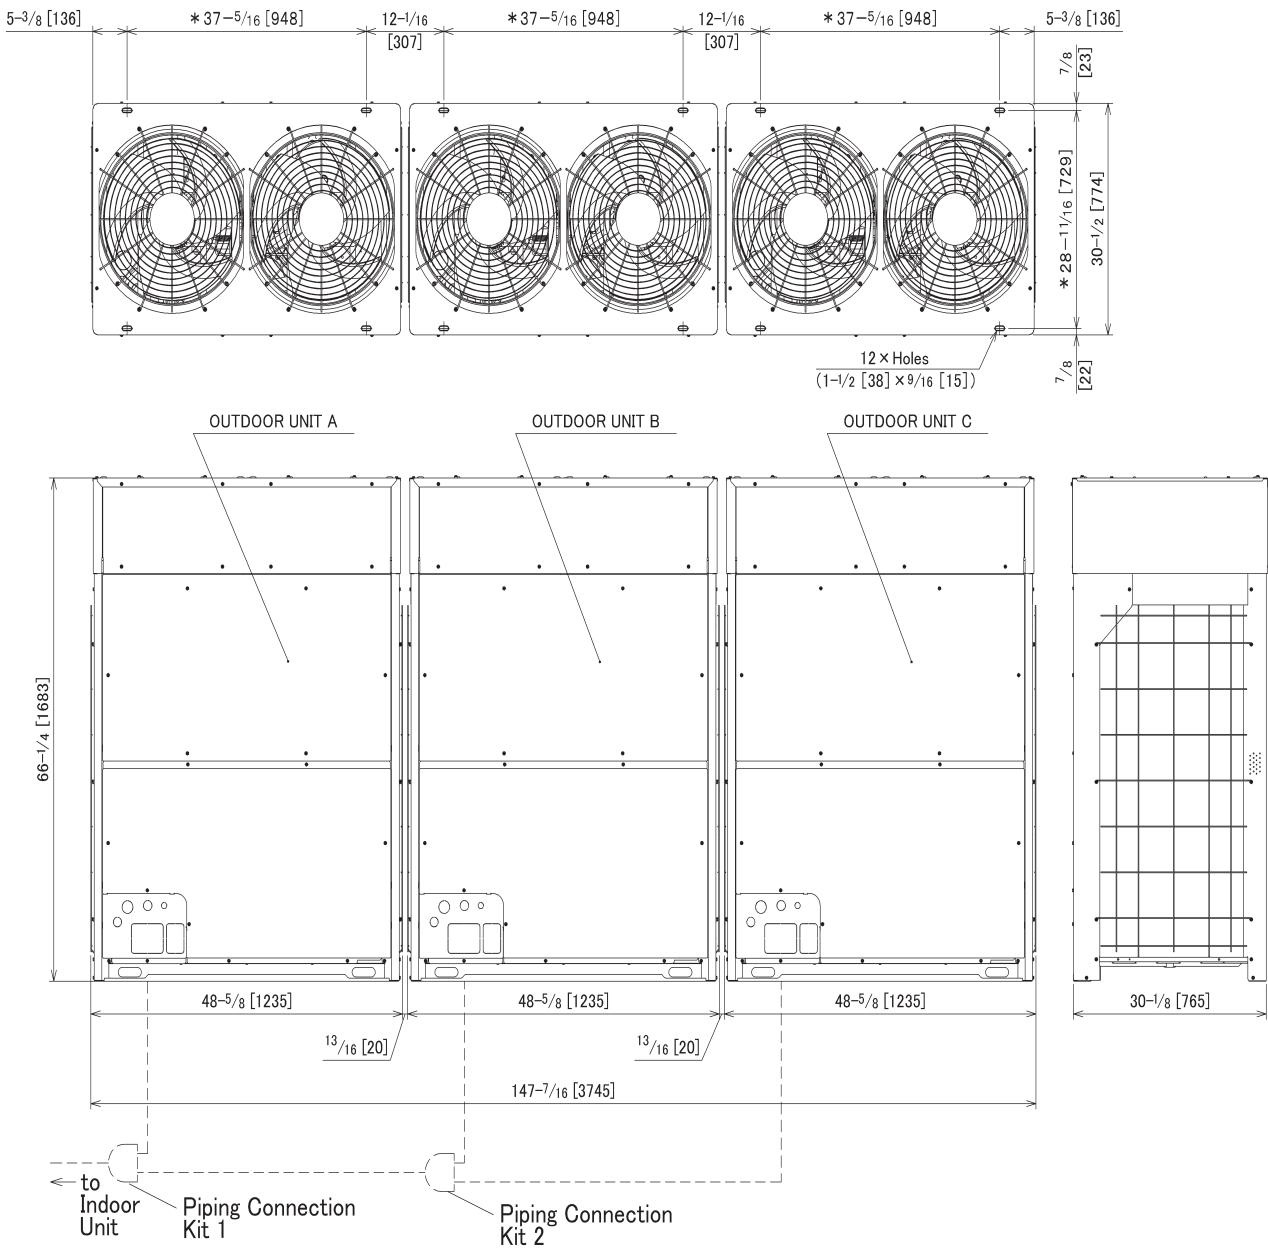 5-3/8 [136]
*37-5/16 [948]
12-1/16
[307]
*37-5/16 [948]
12-1/16
[307]
*37-5/16 [948]
5-3/8 [136]
7/8
[23]
*28-11/16 [729]
30-1/2 [774]
7/8
[22]
12×Holes
(1-1/2 [38]×9/16 [15])
OUTDOOR UNIT A
OUTDOOR UNIT B
OUTDOOR UNIT C
66-1/4 [1683]
48-5/8 [1235]
48-5/8 [1235]
48-5/8 [1235]
30-1/8 [765]
13/16 [20]
13/16 [20]
147-7/16 [3745]
to
Indoor
Unit
Piping Connection
Kit 1
Piping Connection
Kit 2